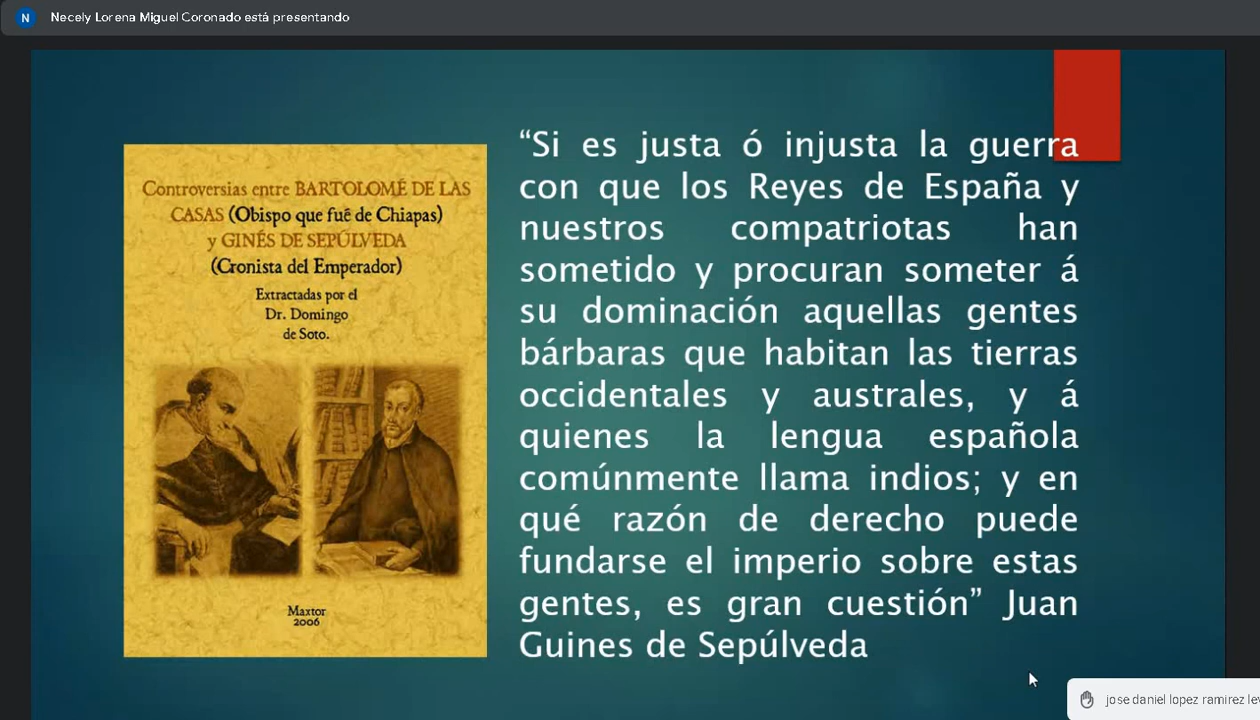 N Necely Lorena Miguel Coronado está presentando
Controversias entre BARTOLOMÉ DE LAS
CASAS (Obispo que fué de Chiapas)
y GINÉS DE SEPÚLVEDA
(Cronista del Emperador)
Extractadas por el
Dr. Domingo
de Soto.
Maxtor
2006
“Si es justa ó injusta la guerra
con que los Reyes de España y
nuestros compatriotas han
sometido y procuran someter á
su dominación aquellas gentes
bárbaras que habitan las tierras
occidentales y australes, y á
quienes la lengua española
comúnmente llama indios; y en
qué razón de derecho puede
fundarse el imperio sobre estas
gentes, es gran cuestión” Juan
Guines de Sepúlveda
jose daniel lopez ramirez